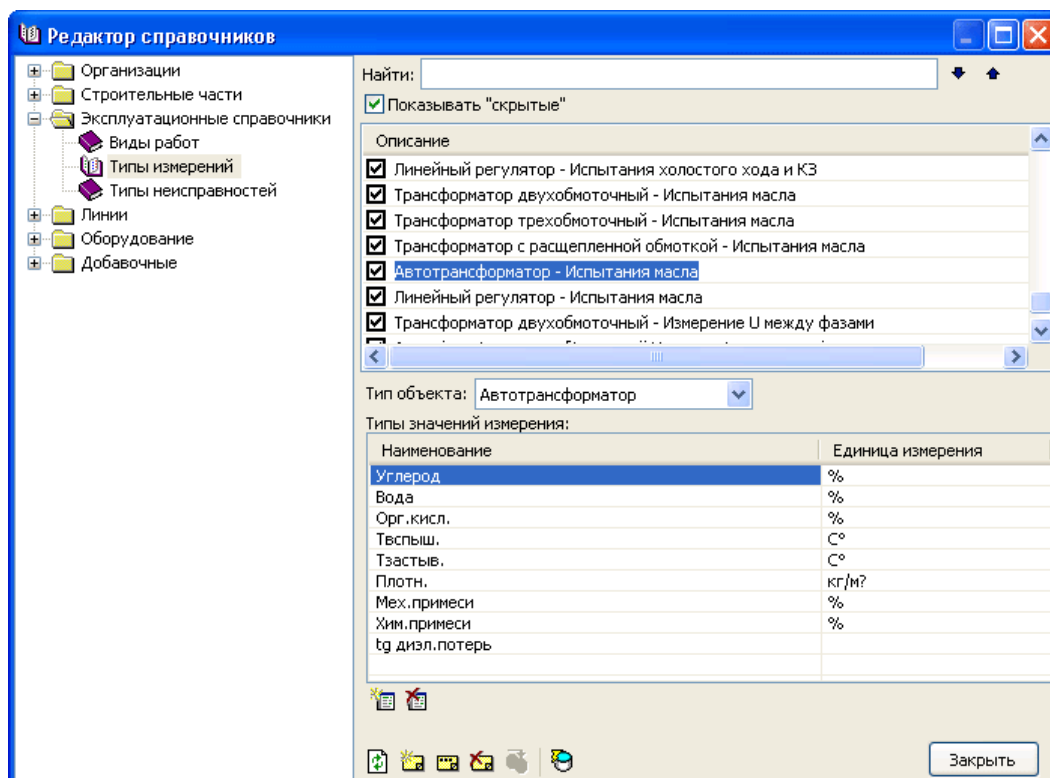 Редактор справочников
Организации
Строительные части
Эксплуатационные справочники
Виды работ
Типы измерений
Типы неисправностей
Линии
Оборудование
Добавочные
Найти:
Показывать "скрытые"
Описание
Линейный регулятор - Испытания холостого хода и КЗ
Трансформатор двухобмоточный - Испытания масла
Трансформатор трехобмоточный - Испытания масла
Трансформатор с расщепленной обмоткой - Испытания масла
Автотрансформатор - Испытания масла
Линейный регулятор - Испытания масла
Трансформатор двухобмоточный - Измерение U между фазами
Тип объекта: Автотрансформатор
Типы значений измерения:
Наименование Единица измерения
Углерод %
Вода %
Орг.кисл. %
Твспыш. С°
Тзастыв. С°
Плотн. кг/м?
Мех.примеси %
Хим.примеси %
tg диэл.потерь
Закрыть